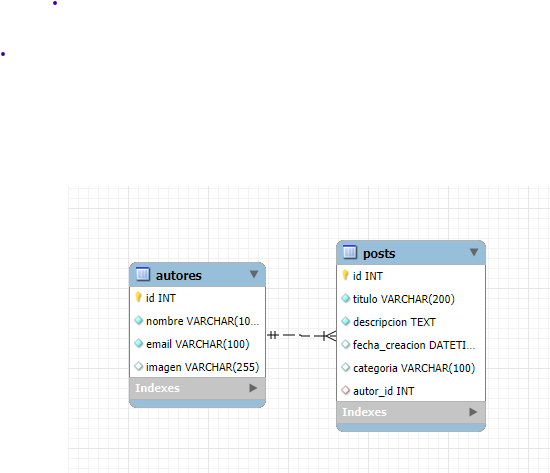 autores
id INT
nombre VARCHAR(10...
email VARCHAR(100)
imagen VARCHAR(255)
Indexes
posts
id INT
titulo VARCHAR(200)
descripcion TEXT
fecha_creacion DATETI...
categoria VARCHAR(100)
autor_id INT
Indexes